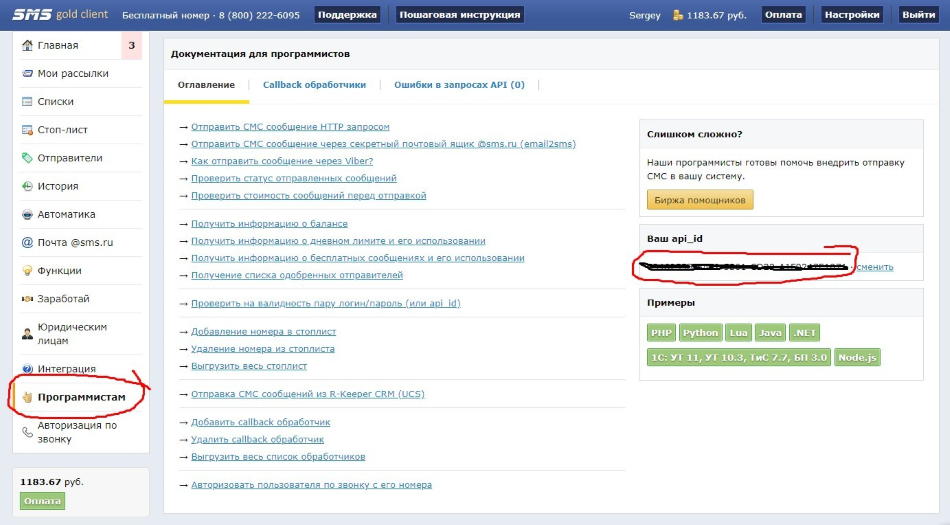 SMS gold client Бесплатный номер · 8 (800) 222-6095 Поддержка Пошаговая инструкция Sergey 1183.67 руб. Оплата Настройки Выйти
Главная 3
Мои рассылки
Списки
Стоп-лист
Отправители
История
Автоматика
@ Почта @sms.ru
Функции
Заработай
Юридическим
лицам
Интеграция
Программистам
Авторизация по
звонку
1183.67 руб.
Оплата
Документация для программистов
Оглавление Callback обработчики Ошибки в запросах API (0)
→ Отправить СМС сообщение HTTP запросом
→ Отправить СМС сообщение через секретный почтовый ящик @sms.ru (email2sms)
→ Как отправить сообщение через Viber?
→ Проверить статус отправленных сообщений
→ Проверить стоимость сообщений перед отправкой
→ Получить информацию о балансе
→ Получить информацию о дневном лимите и его использовании
→ Получить информацию о бесплатных сообщениях и его использовании
→ Получение списка одобренных отправителей
→ Проверить на валидность пару логин/пароль (или api_id)
→ Добавление номера в стоплист
→ Удаление номера из стоплиста
→ Выгрузить весь стоплист
→ Отправка СМС сообщений из R-Keeper CRM (UCS)
→ Добавить callback обработчик
→ Удалить callback обработчик
→ Выгрузить весь список обработчиков
→ Авторизовать пользователя по звонку с его номера
Слишком сложно?
Наши программисты готовы помочь внедрить отправку
СМС в вашу систему.
Биржа помощников
Ваш api_id
· сменить
Примеры
PHP Python Lua Java .NET
1C: УТ 11, УТ 10.3, ТиС 7.7, БП 3.0 Node.js